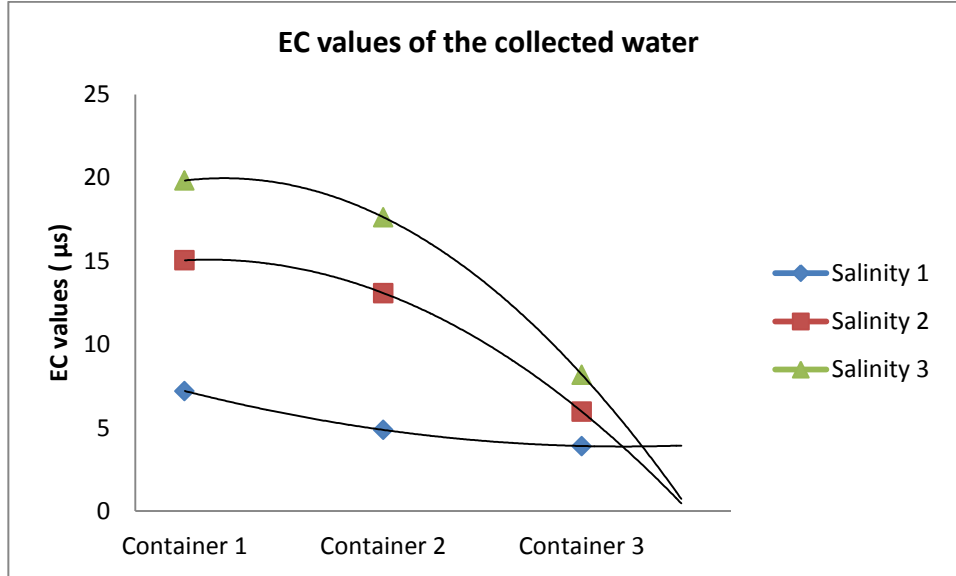 EC values of the collected water
EC values ( µs)
25
20
15
10
5
0
Container 1 Container 2 Container 3
Salinity 1
Salinity 2
Salinity 3